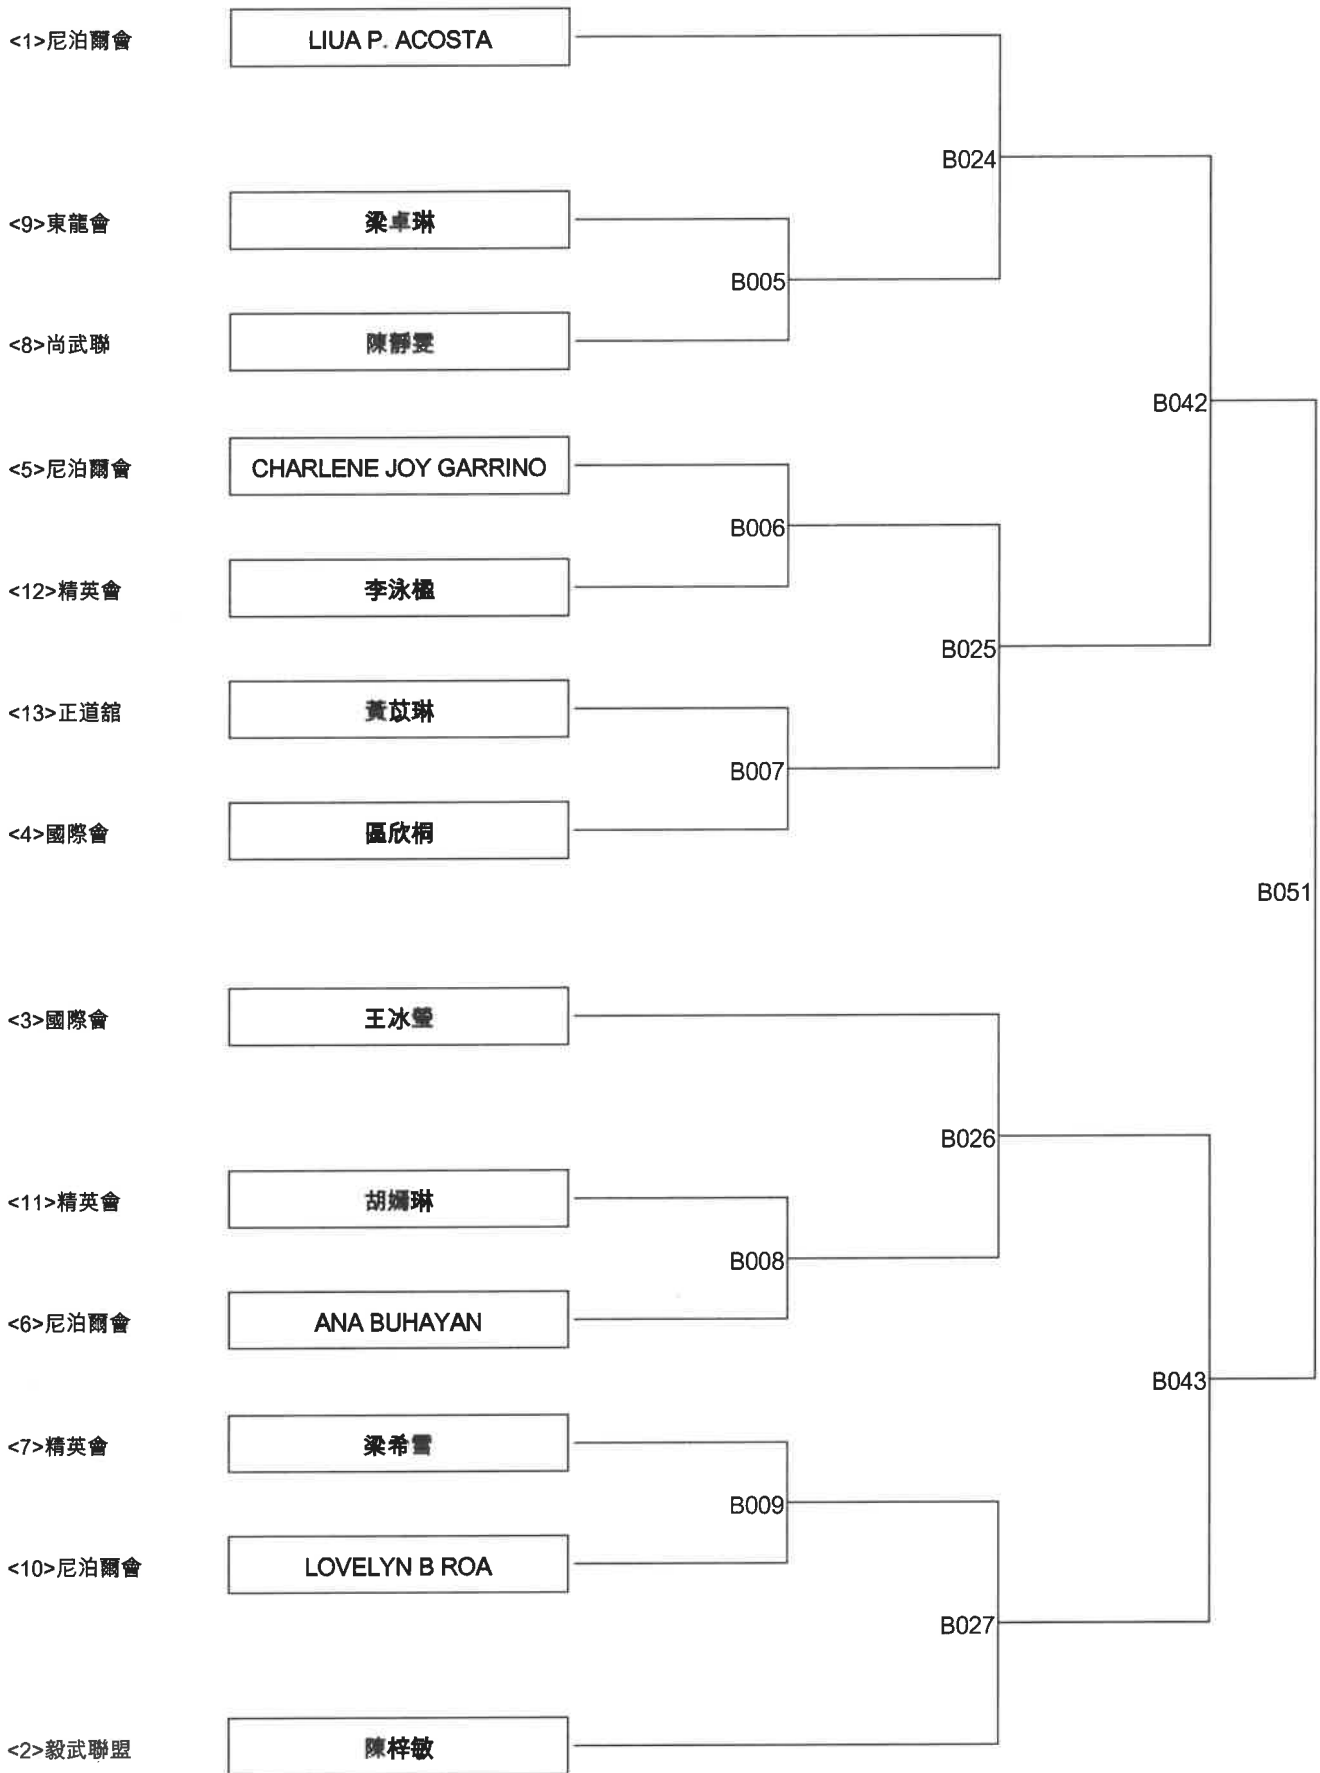 <1>尼泊爾會 LIUA P. ACOSTA
B024
<9>東龍會 梁卓琳
B005
<8>尚武聯 陳靜雯
B042
<5>尼泊爾會 CHARLENE JOY GARRINO
B006
<12>精英會 李泳楹
B025
<13>正道舘 黃苡琳
B007
<4>國際會 區欣桐
B051
<3>國際會 王冰瑩
B026
<11>精英會 胡嫣琳
B008
<6>尼泊爾會 ANA BUHAYAN
B043
<7>精英會 梁希雪
B009
<10>尼泊爾會 LOVELYN B ROA
B027
<2>毅武聯盟 陳梓敏